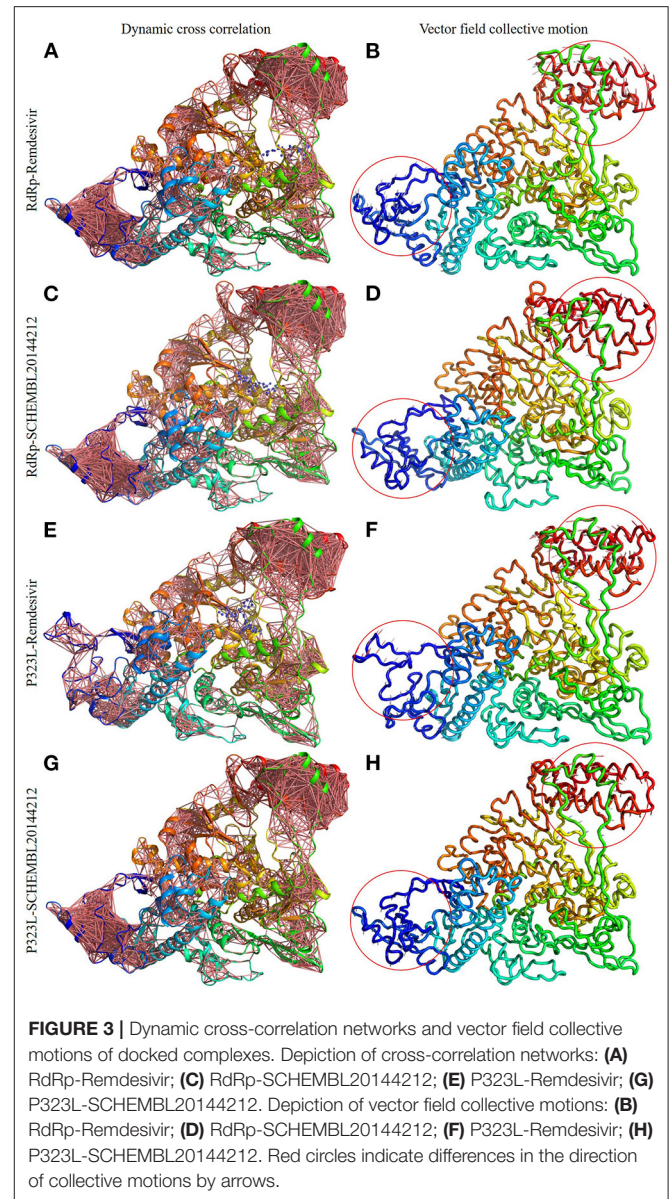 Dynamic cross correlation
Vector field collective motion
A
B
RdRp-Remdesivir
C
D
RdRp-SCHEMBL20144212
E
F
P323L-Remdesivir
G
H
P323L-SCHEMBL20144212
FIGURE 3 | Dynamic cross-correlation networks and vector field collective
motions of docked complexes. Depiction of cross-correlation networks: (A)
RdRp-Remdesivir; (C) RdRp-SCHEMBL20144212; (E) P323L-Remdesivir; (G)
P323L-SCHEMBL20144212. Depiction of vector field collective motions: (B)
RdRp-Remdesivir; (D) RdRp-SCHEMBL20144212; (F) P323L-Remdesivir; (H)
P323L-SCHEMBL20144212. Red circles indicate differences in the direction
of collective motions by arrows.